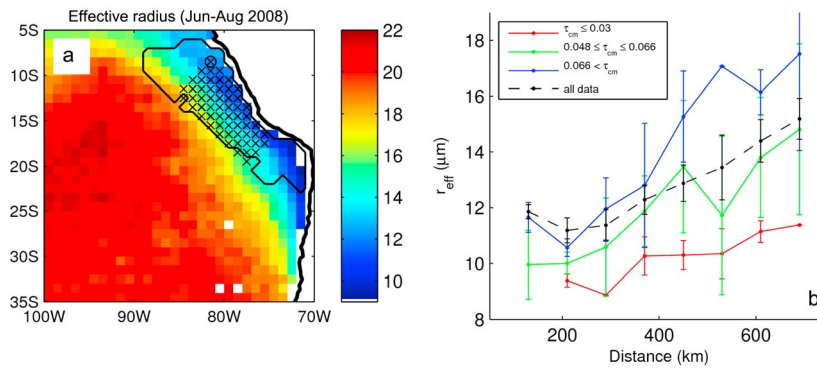 Effective radius (Jun-Aug 2008)
a
5S
10S
15S
20S
25S
30S
35S
100W 90W 80W 70W
22
20
18
16
14
12
10
τcm ≤ 0.03
0.048 ≤ τcm ≤ 0.066
0.066 < τcm
all data
18
16
14
12
10
8
reff (μm)
200 400 600
Distance (km)
b